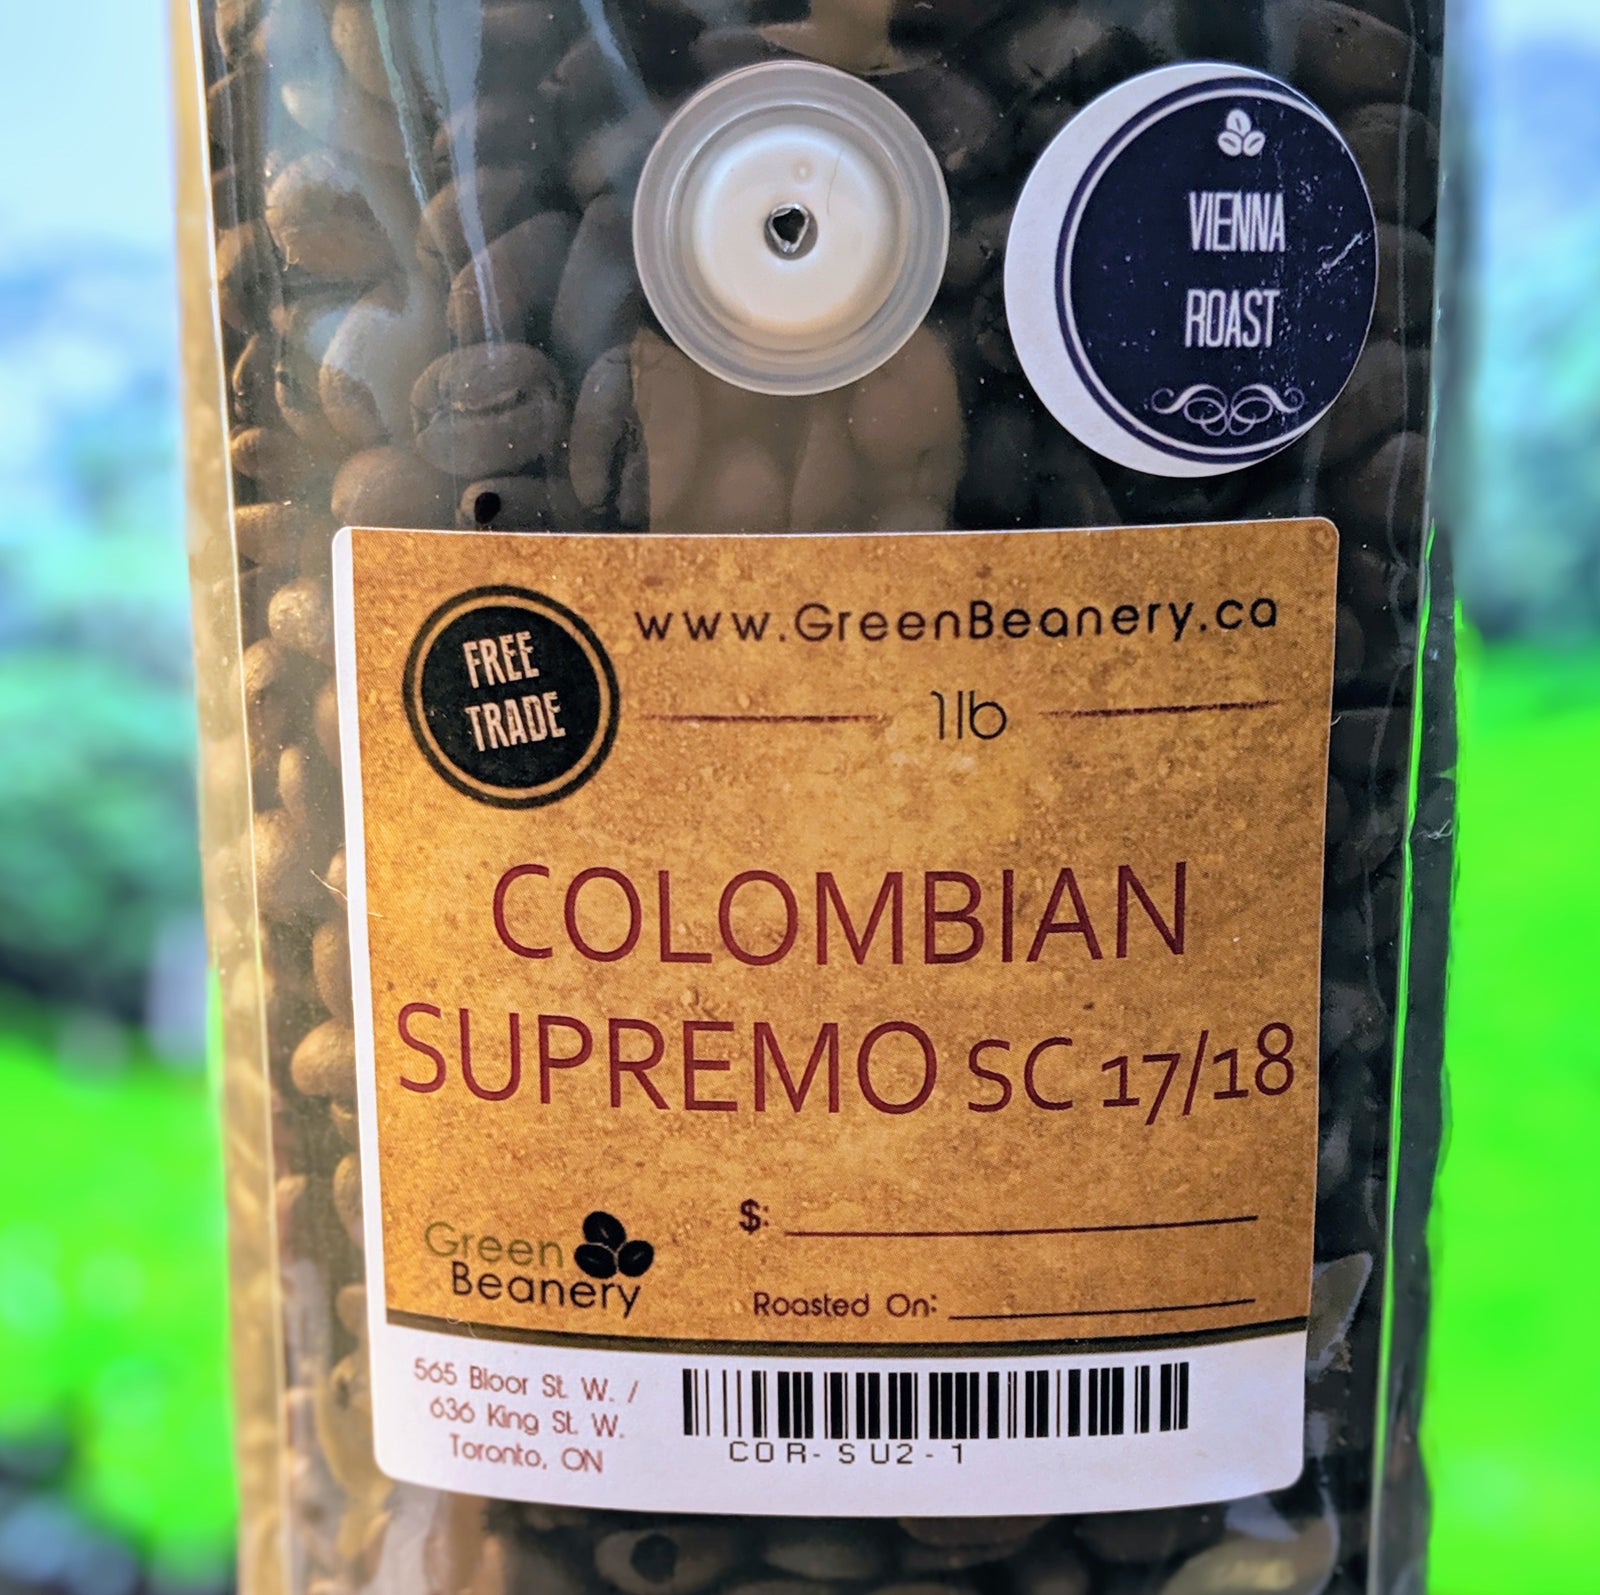 VIENNA
ROAST
FREE
TRADE
www.GreenBeanery.ca
1lb
COLOMBIAN
SUPREMO SC 17/18
$:
Green
Beanery
Roasted On:
565 Bloor St. W. /
636 King St. W.
Toronto, ON
COR-SU2-1